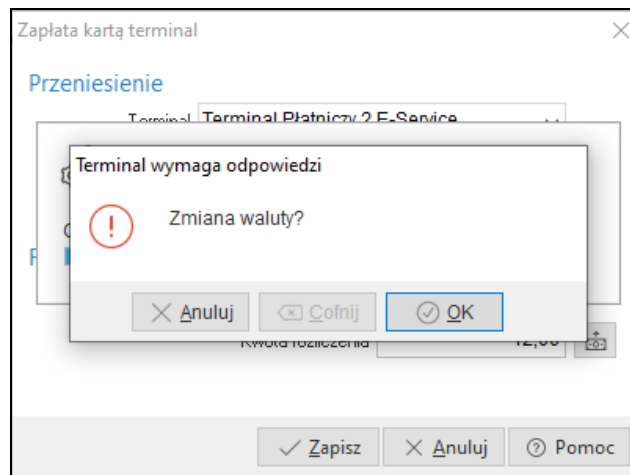 Zapłata kartą terminal
Przeniesienie
Terminal Terminal Płatniczy 2 E-Service
Terminal wymaga odpowiedzi
Zmiana waluty?
Anuluj Cofnij OK
Kwota rozliczenia 12,00
Zapisz Anuluj Pomoc